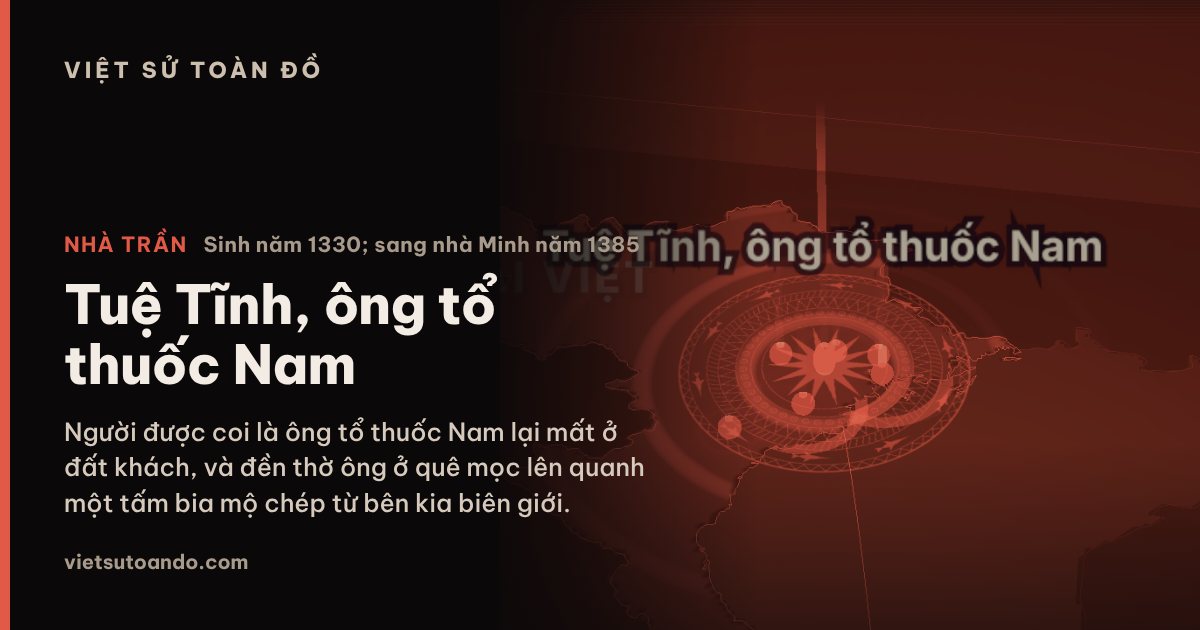 VIỆT SỬ TOÀN ĐỒ
NHÀ TRẦN Sinh năm 1330; sang nhà Minh năm 1385
Tuệ Tĩnh, ông tổ thuốc Nam
VIỆT
Tuệ Tĩnh, ông tổ
thuốc Nam
Người được coi là ông tổ thuốc Nam lại mất ở
đất khách, và đền thờ ông ở quê mọc lên quanh
một tấm bia mộ chép từ bên kia biên giới.
vietsutoando.com